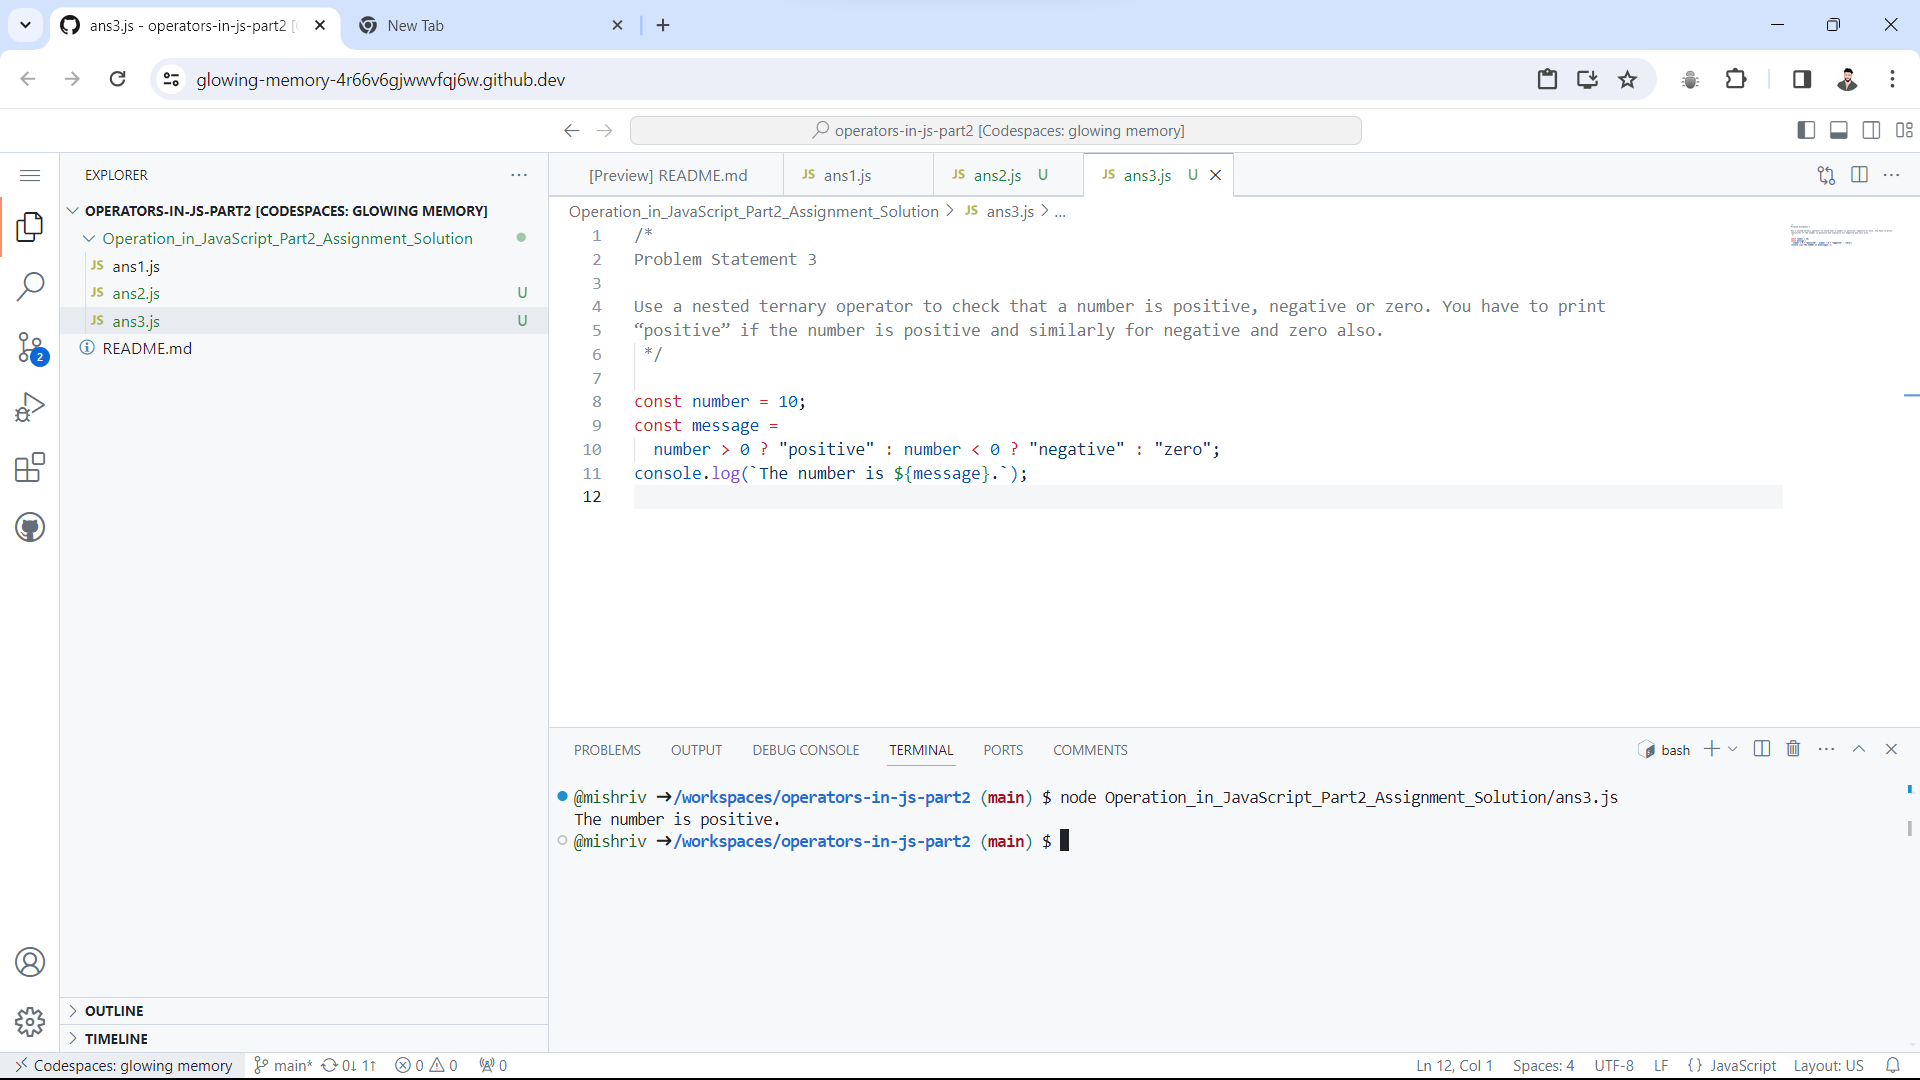 ans3.js - operators-in-js-part2 [
New Tab
glowing-memory-4r66v6gjwwvfqj6w.github.dev
operators-in-js-part2 [Codespaces: glowing memory]
EXPLORER
OPERATORS-IN-JS-PART2 [CODESPACES: GLOWING MEMORY]
Operation_in_JavaScript_Part2_Assignment_Solution
JS ans1.js
JS ans2.js U
JS ans3.js U
README.md
2
OUTLINE
TIMELINE
[Preview] README.md
JS ans1.js
JS ans2.js U
JS ans3.js U
Operation_in_JavaScript_Part2_Assignment_Solution > JS ans3.js > ...
1 /*
2 Problem Statement 3
3
4 Use a nested ternary operator to check that a number is positive, negative or zero. You have to print
5 “positive” if the number is positive and similarly for negative and zero also.
6 */
7
8 const number = 10;
9 const message =
10 number > 0 ? "positive" : number < 0 ? "negative" : "zero";
11 console.log(`The number is ${message}.`);
12
PROBLEMS OUTPUT DEBUG CONSOLE TERMINAL PORTS COMMENTS
bash
@mishriv ➜/workspaces/operators-in-js-part2 (main) $ node Operation_in_JavaScript_Part2_Assignment_Solution/ans3.js
The number is positive.
@mishriv ➜/workspaces/operators-in-js-part2 (main) $
Codespaces: glowing memory main* 0↓ 1↑ 0 0 0
Ln 12, Col 1 Spaces: 4 UTF-8 LF {} JavaScript Layout: US